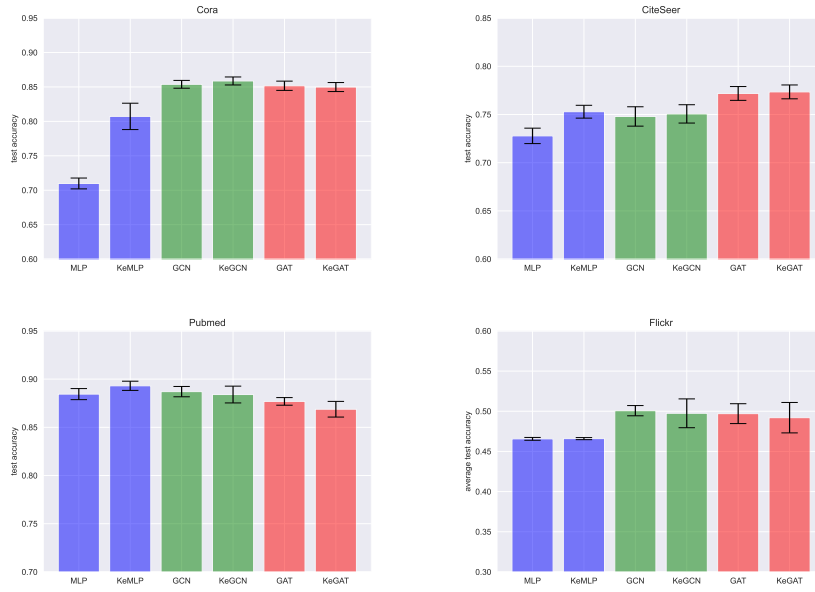 Cora
0.95
0.90
0.85
0.80
0.75
0.70
0.65
0.60
test accuracy
MLP KeMLP GCN KeGCN GAT KeGAT
CiteSeer
0.85
0.80
0.75
0.70
0.65
0.60
test accuracy
MLP KeMLP GCN KeGCN GAT KeGAT
Pubmed
0.95
0.90
0.85
0.80
0.75
0.70
test accuracy
MLP KeMLP GCN KeGCN GAT KeGAT
Flickr
0.60
0.55
0.50
0.45
0.40
0.35
0.30
average test accuracy
MLP KeMLP GCN KeGCN GAT KeGAT